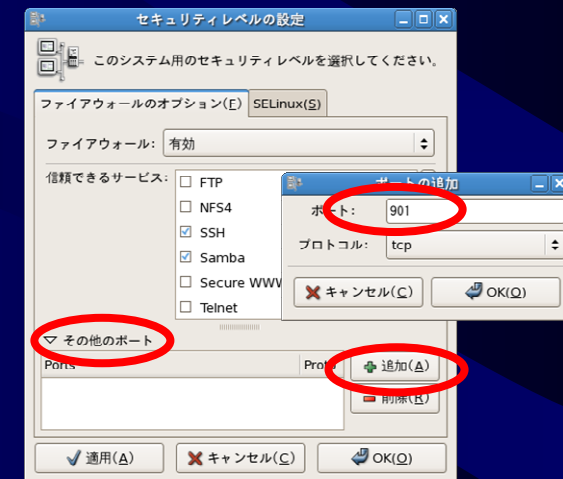 セキュリティレベルの設定
このシステム用のセキュリティレベルを選択してください。
ファイアウォールのオプション(F)
SELinux(S)
ファイアウォール:
有効
信頼できるサービス:
FTP
NFS4
SSH
Samba
Secure WWW
Telnet
ポートの追加
ポート:
901
プロトコル:
tcp
キャンセル(C)
OK(O)
その他のポート
Ports
Proto
追加(A)
削除(R)
適用(A)
キャンセル(C)
OK(O)